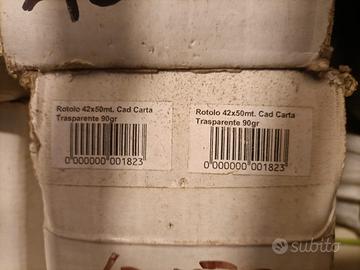 Rotolo 42x50mt. Cad Carta
Trasparente 90gr
0 000000 001823
Rotolo 42x50mt. Cad Carta
Trasparente 90gr
0 000000 001823
subito